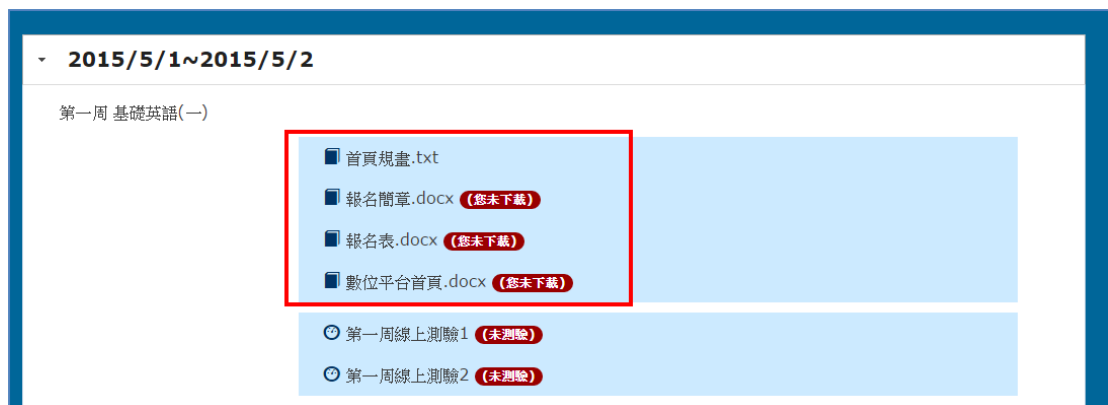 2015/5/1~2015/5/2
第一周 基礎英語(一)
首頁規畫.txt
報名簡章.docx (您未下載)
報名表.docx (您未下載)
數位平台首頁.docx (您未下載)
第一周線上測驗1 (未測驗)
第一周線上測驗2 (未測驗)